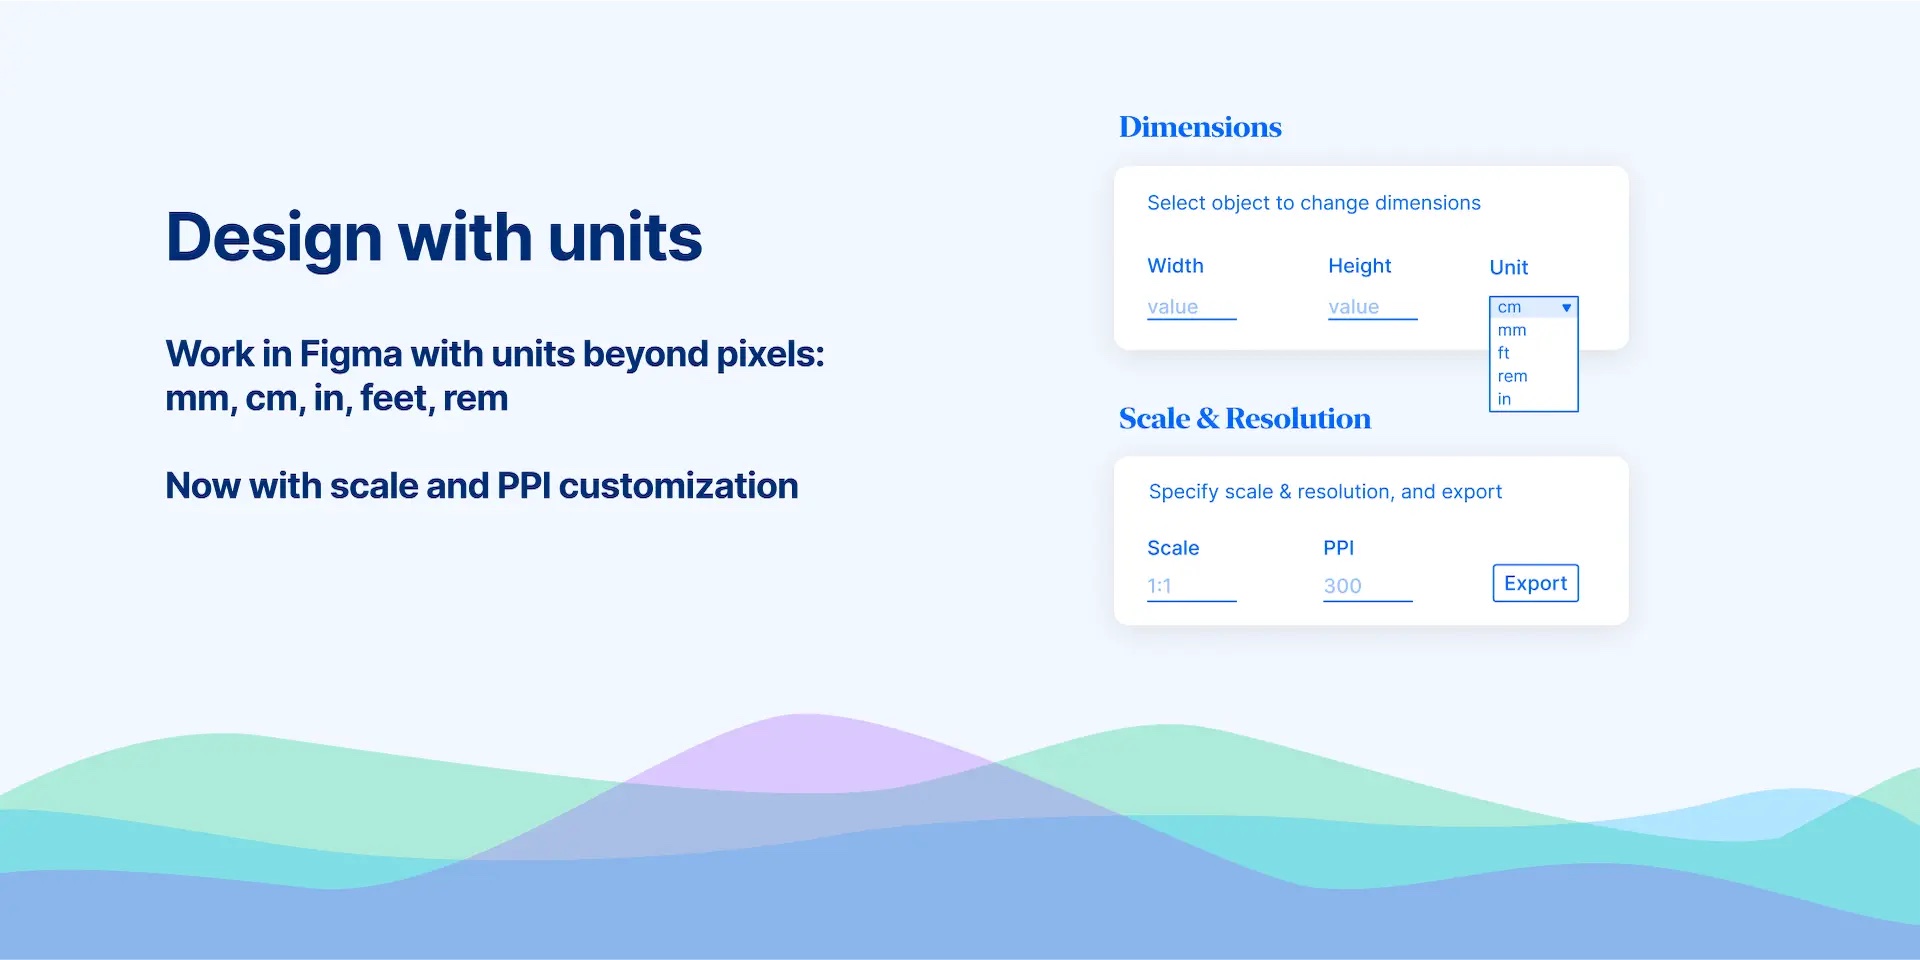 Design with units
Work in Figma with units beyond pixels:
mm, cm, in, feet, rem
Now with scale and PPI customization
Dimensions
Select object to change dimensions
Width
Height
Unit
value
value
cm
mm
ft
rem
in
Scale & Resolution
Specify scale & resolution, and export
Scale
PPI
1:1
300
Export